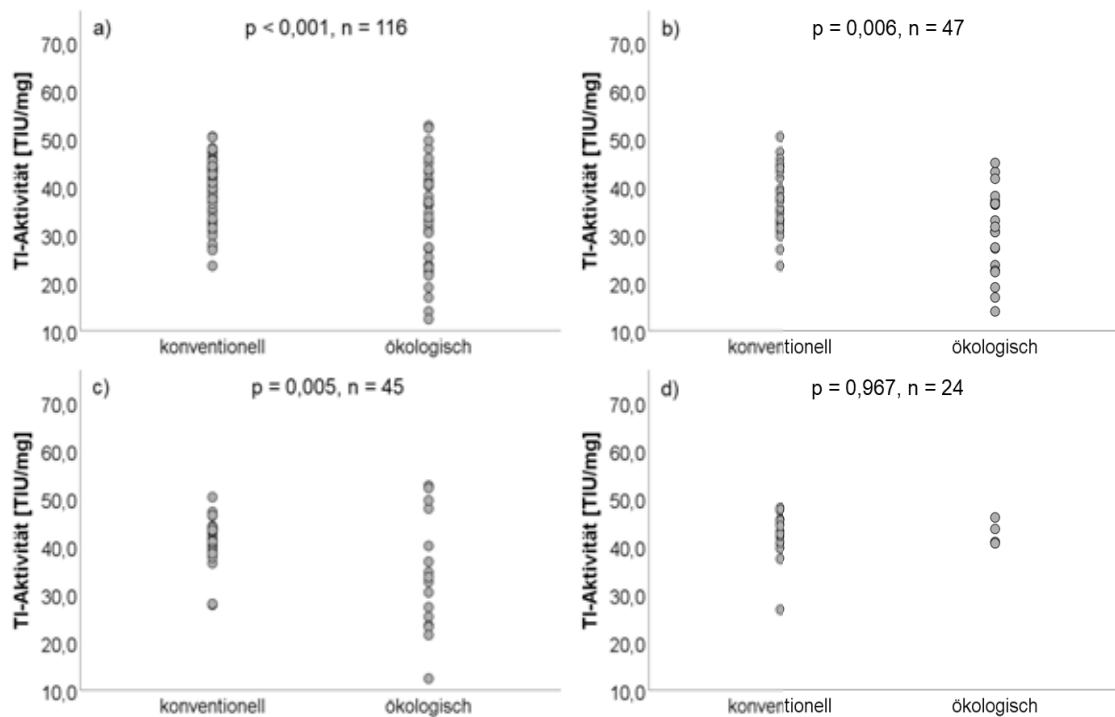 a) p < 0,001, n = 116
TI-Aktivität [TIU/mg]
70,0
60,0
50,0
40,0
30,0
20,0
10,0
konventionell ökologisch
b) p = 0,006, n = 47
TI-Aktivität [TIU/mg]
70,0
60,0
50,0
40,0
30,0
20,0
10,0
konventionell ökologisch
c) p = 0,005, n = 45
TI-Aktivität [TIU/mg]
70,0
60,0
50,0
40,0
30,0
20,0
10,0
konventionell ökologisch
d) p = 0,967, n = 24
TI-Aktivität [TIU/mg]
70,0
60,0
50,0
40,0
30,0
20,0
10,0
konventionell ökologisch